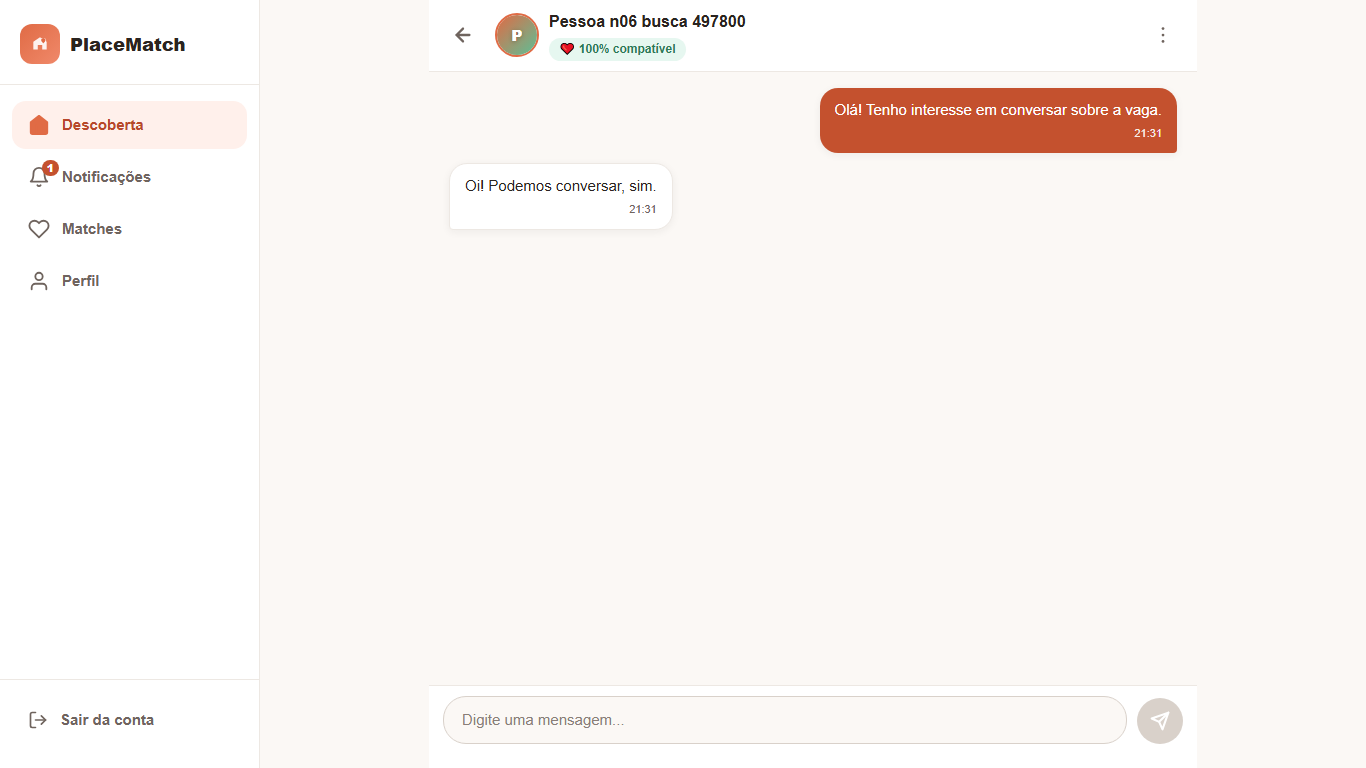 PlaceMatch
Descoberta
1
Notificações
Matches
Perfil
Sair da conta
P
Pessoa n06 busca 497800
100% compatível
Olá! Tenho interesse em conversar sobre a vaga.
21:31
Oi! Podemos conversar, sim.
21:31
Digite uma mensagem...